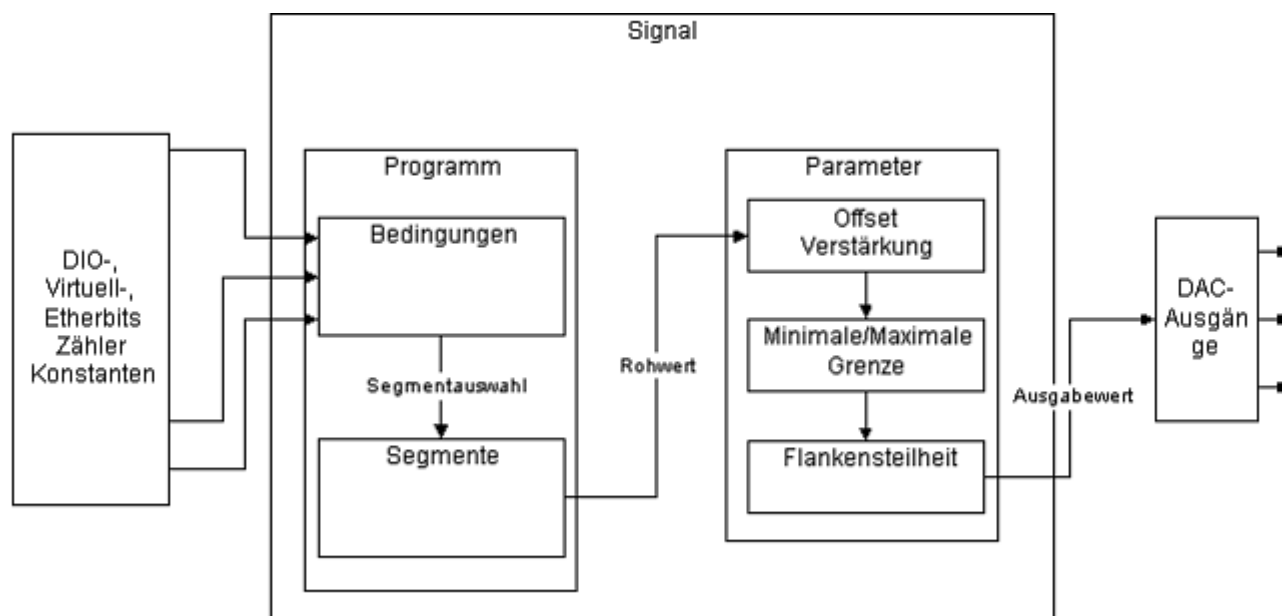 Signal
DIO-,
Virtuell-,
Etherbits
Zähler
Konstanten
Programm
Bedingungen
Segmentauswahl
Segmente
Rohwert
Parameter
Offset
Verstärkung
Minimale/Maximale
Grenze
Flankensteilheit
Ausgabewert
DAC-
Ausgän
ge